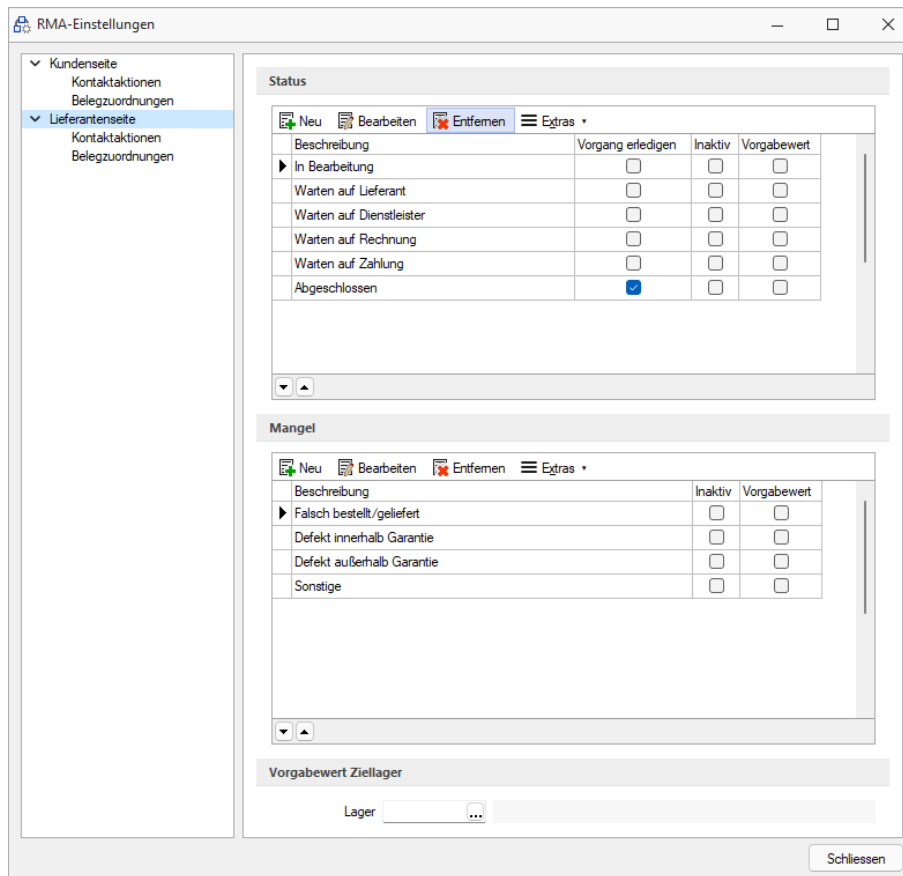 RMA-Einstellungen
Kundenseite
Kontaktaktionen
Belegzuordnungen
Lieferantenseite
Kontaktaktionen
Belegzuordnungen
Status
Neu Bearbeiten Entfernen Extras
Beschreibung Vorgang erledigen Inaktiv Vorgabewert
In Bearbeitung
Warten auf Lieferant
Warten auf Dienstleister
Warten auf Rechnung
Warten auf Zahlung
Abgeschlossen
Mangel
Neu Bearbeiten Entfernen Extras
Beschreibung Inaktiv Vorgabewert
Falsch bestellt/geliefert
Defekt innerhalb Garantie
Defekt außerhalb Garantie
Sonstige
Vorgabewert Ziellager
Lager ...
Schliessen